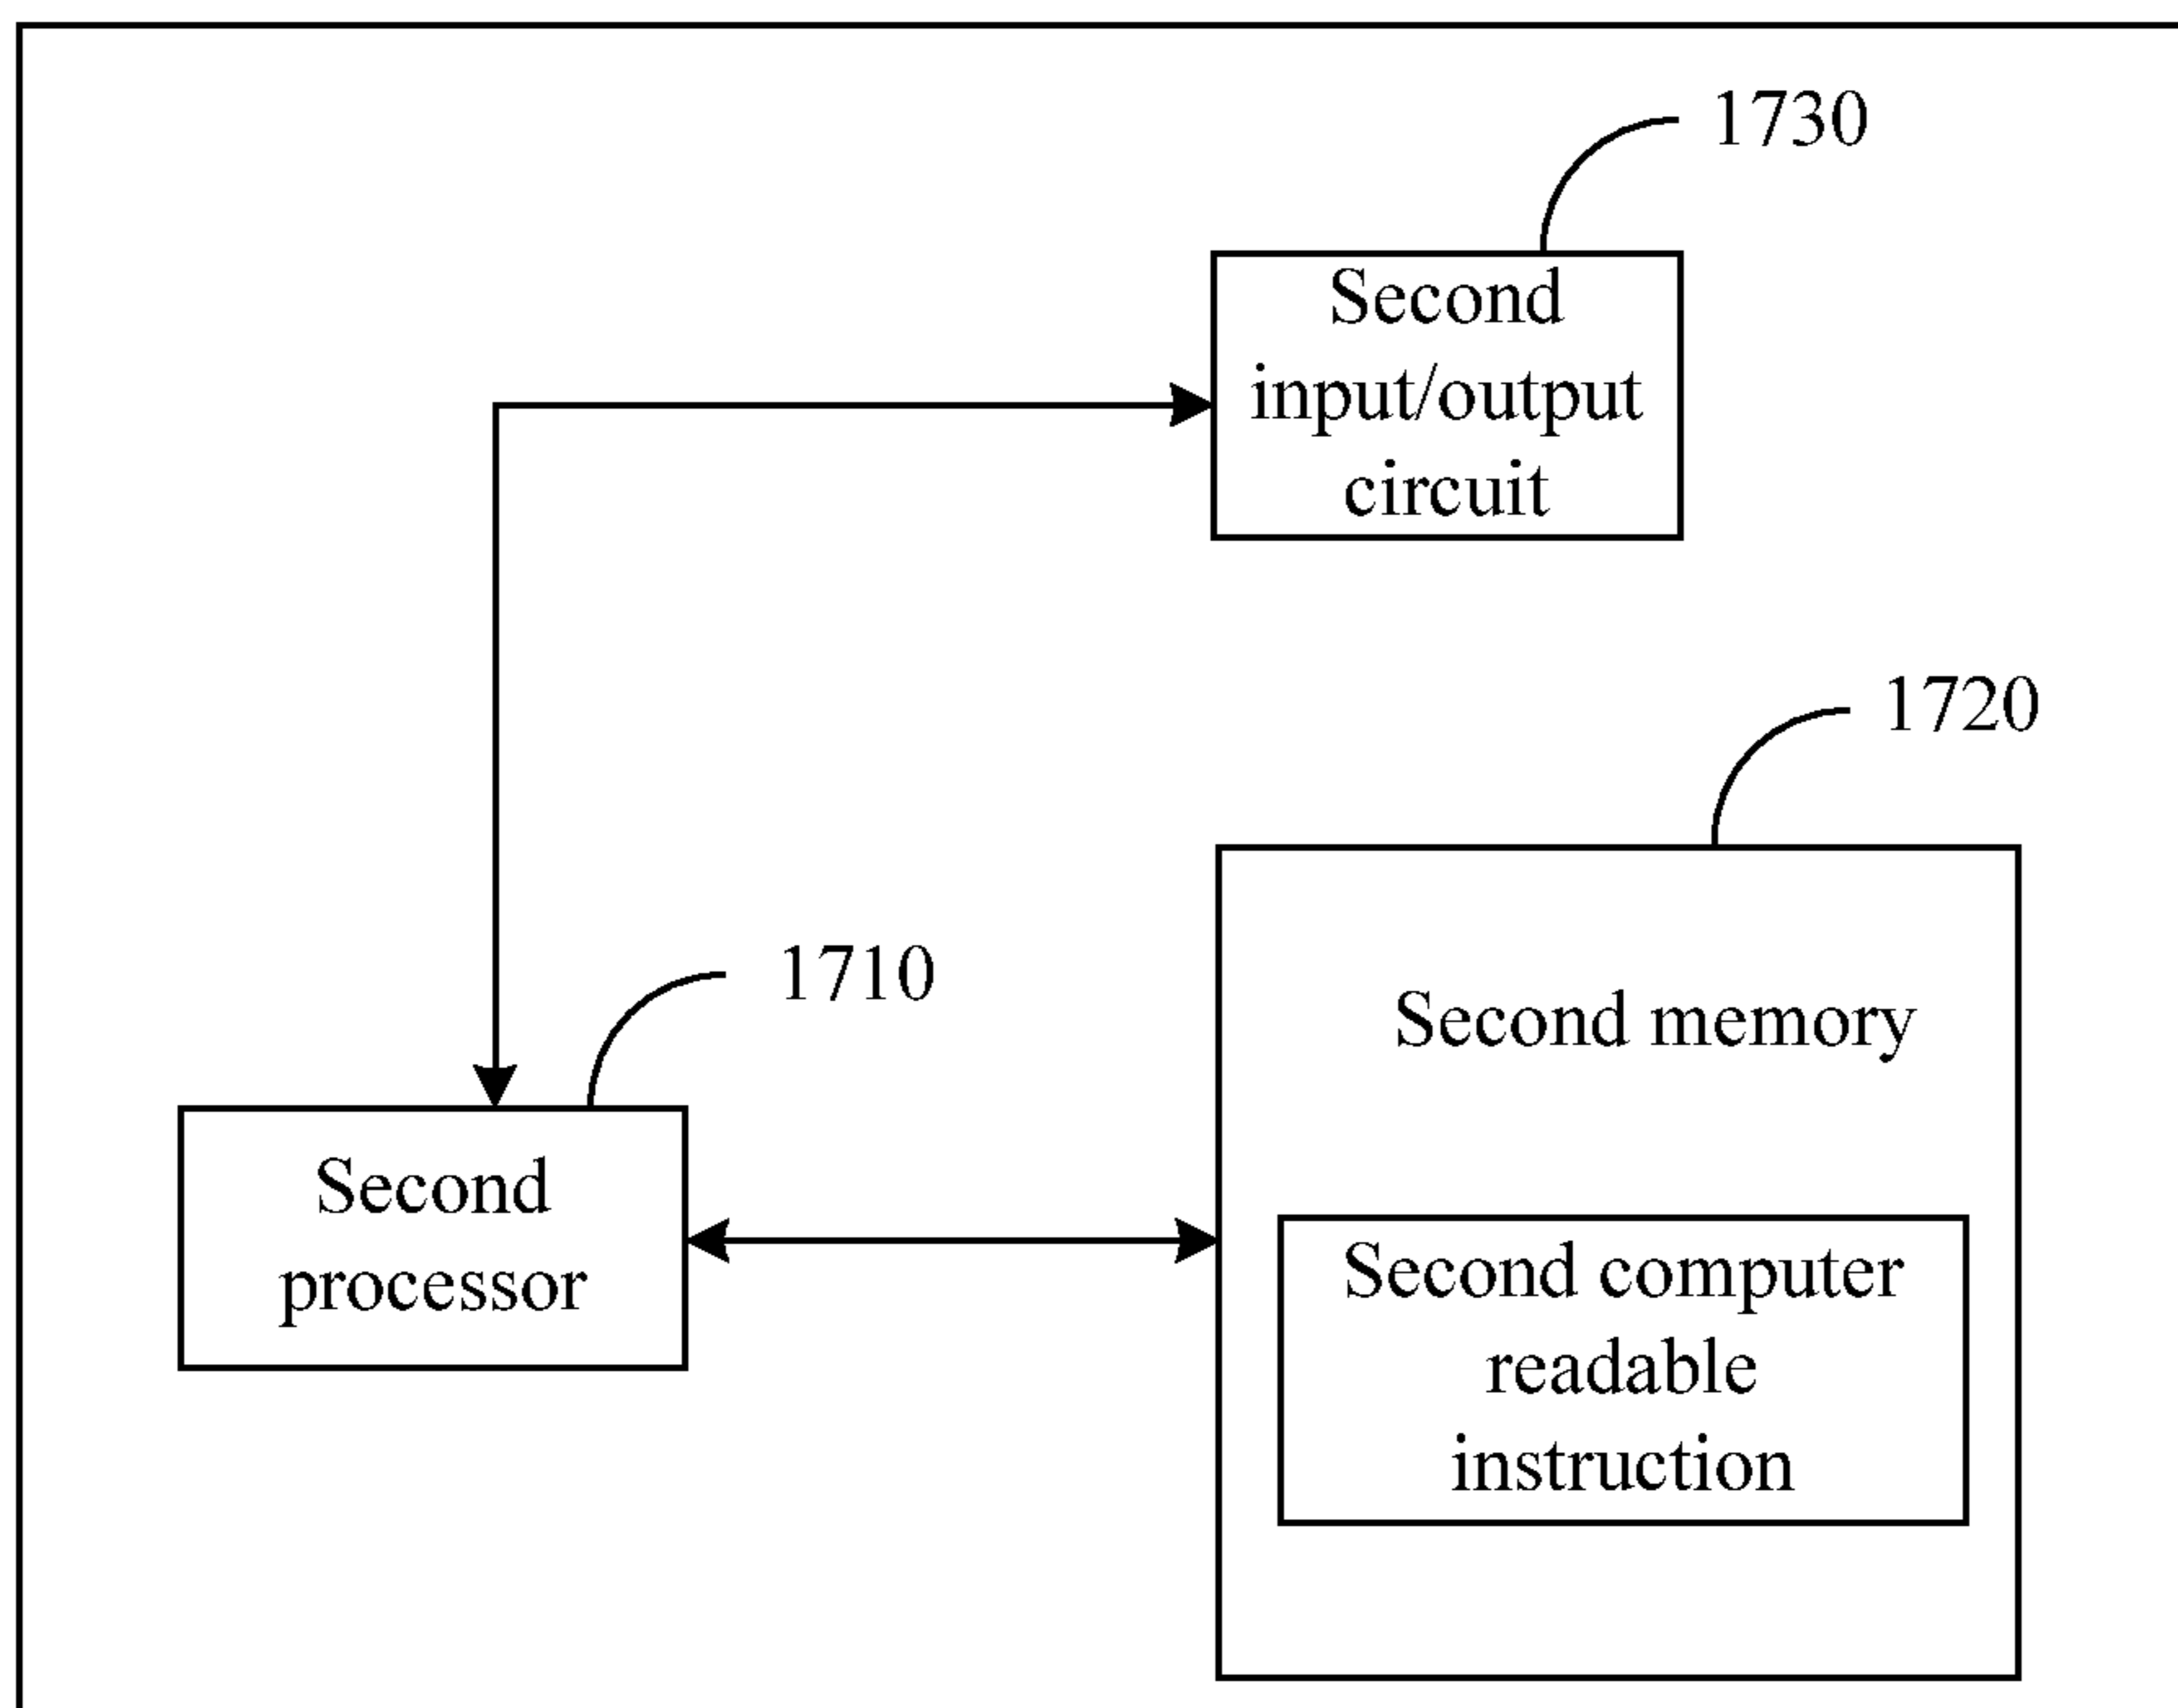 1730
Second
input/output
circuit
1720
1710
Second memory
Second
processor
Second computer
readable
instruction